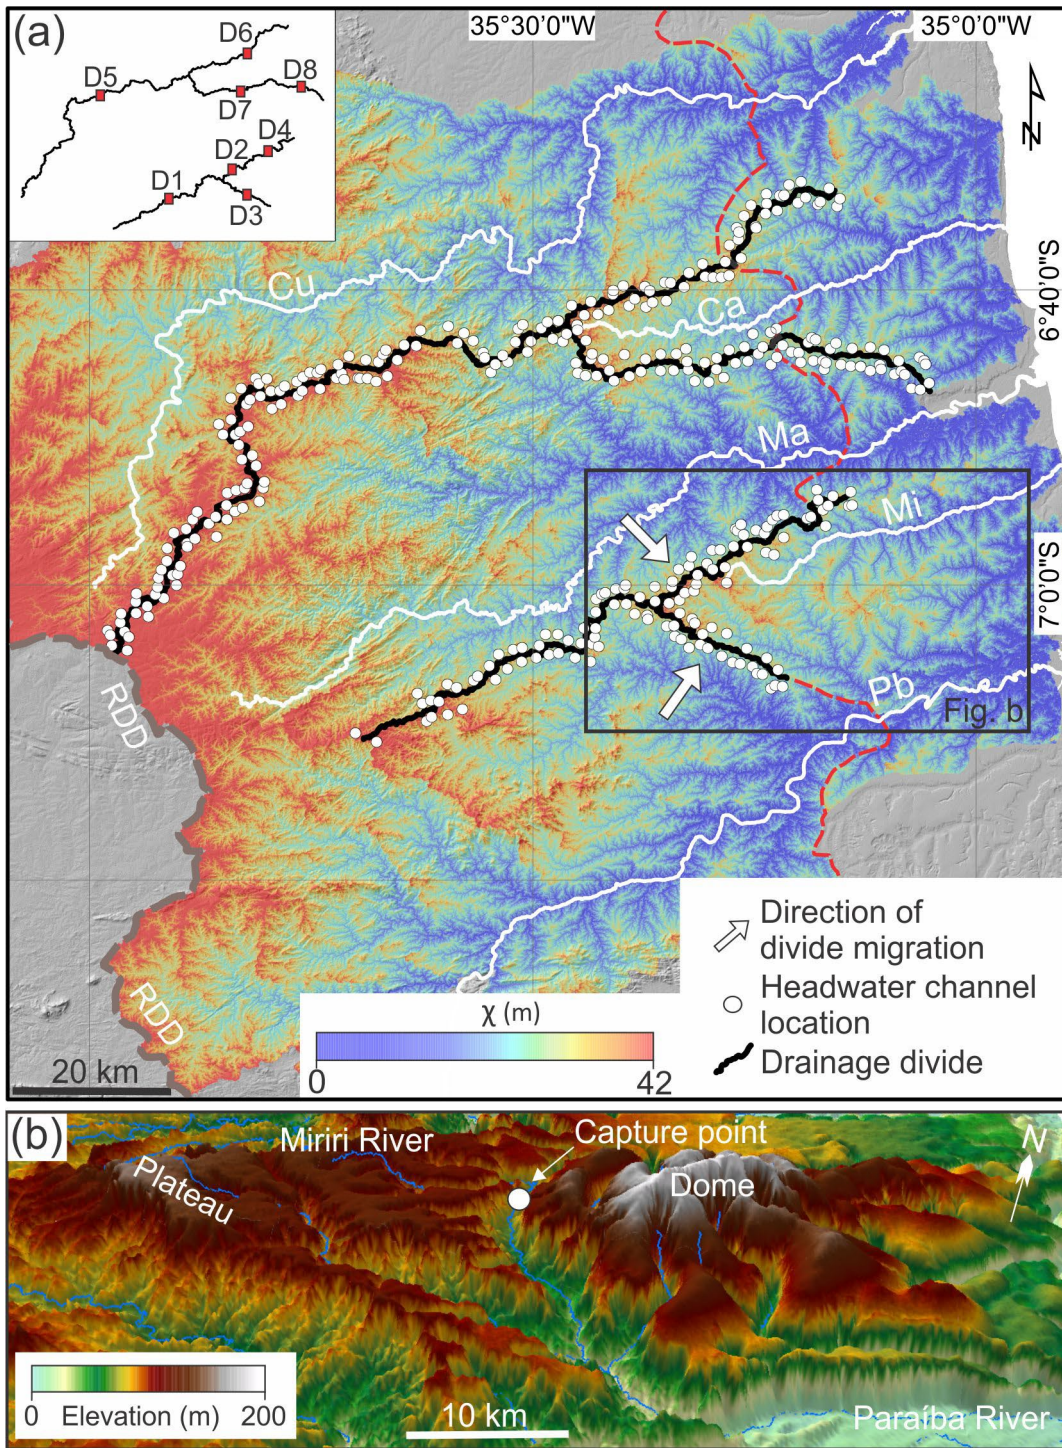 (a)
35°30'0"W
35°0'0"W
D6
D5
D8
D7
D4
D2
D1
D3
N
Cu
Ca
6°40'0"S
Ma
Mi
7°0'0"S
RDD
Pb
Fig. b
RDD
Direction of
divide migration
Headwater channel
location
Drainage divide
χ (m)
0
42
20 km
(b)
Miriri River
Capture point
N
Plateau
Dome
0 Elevation (m) 200
10 km
Paraíba River